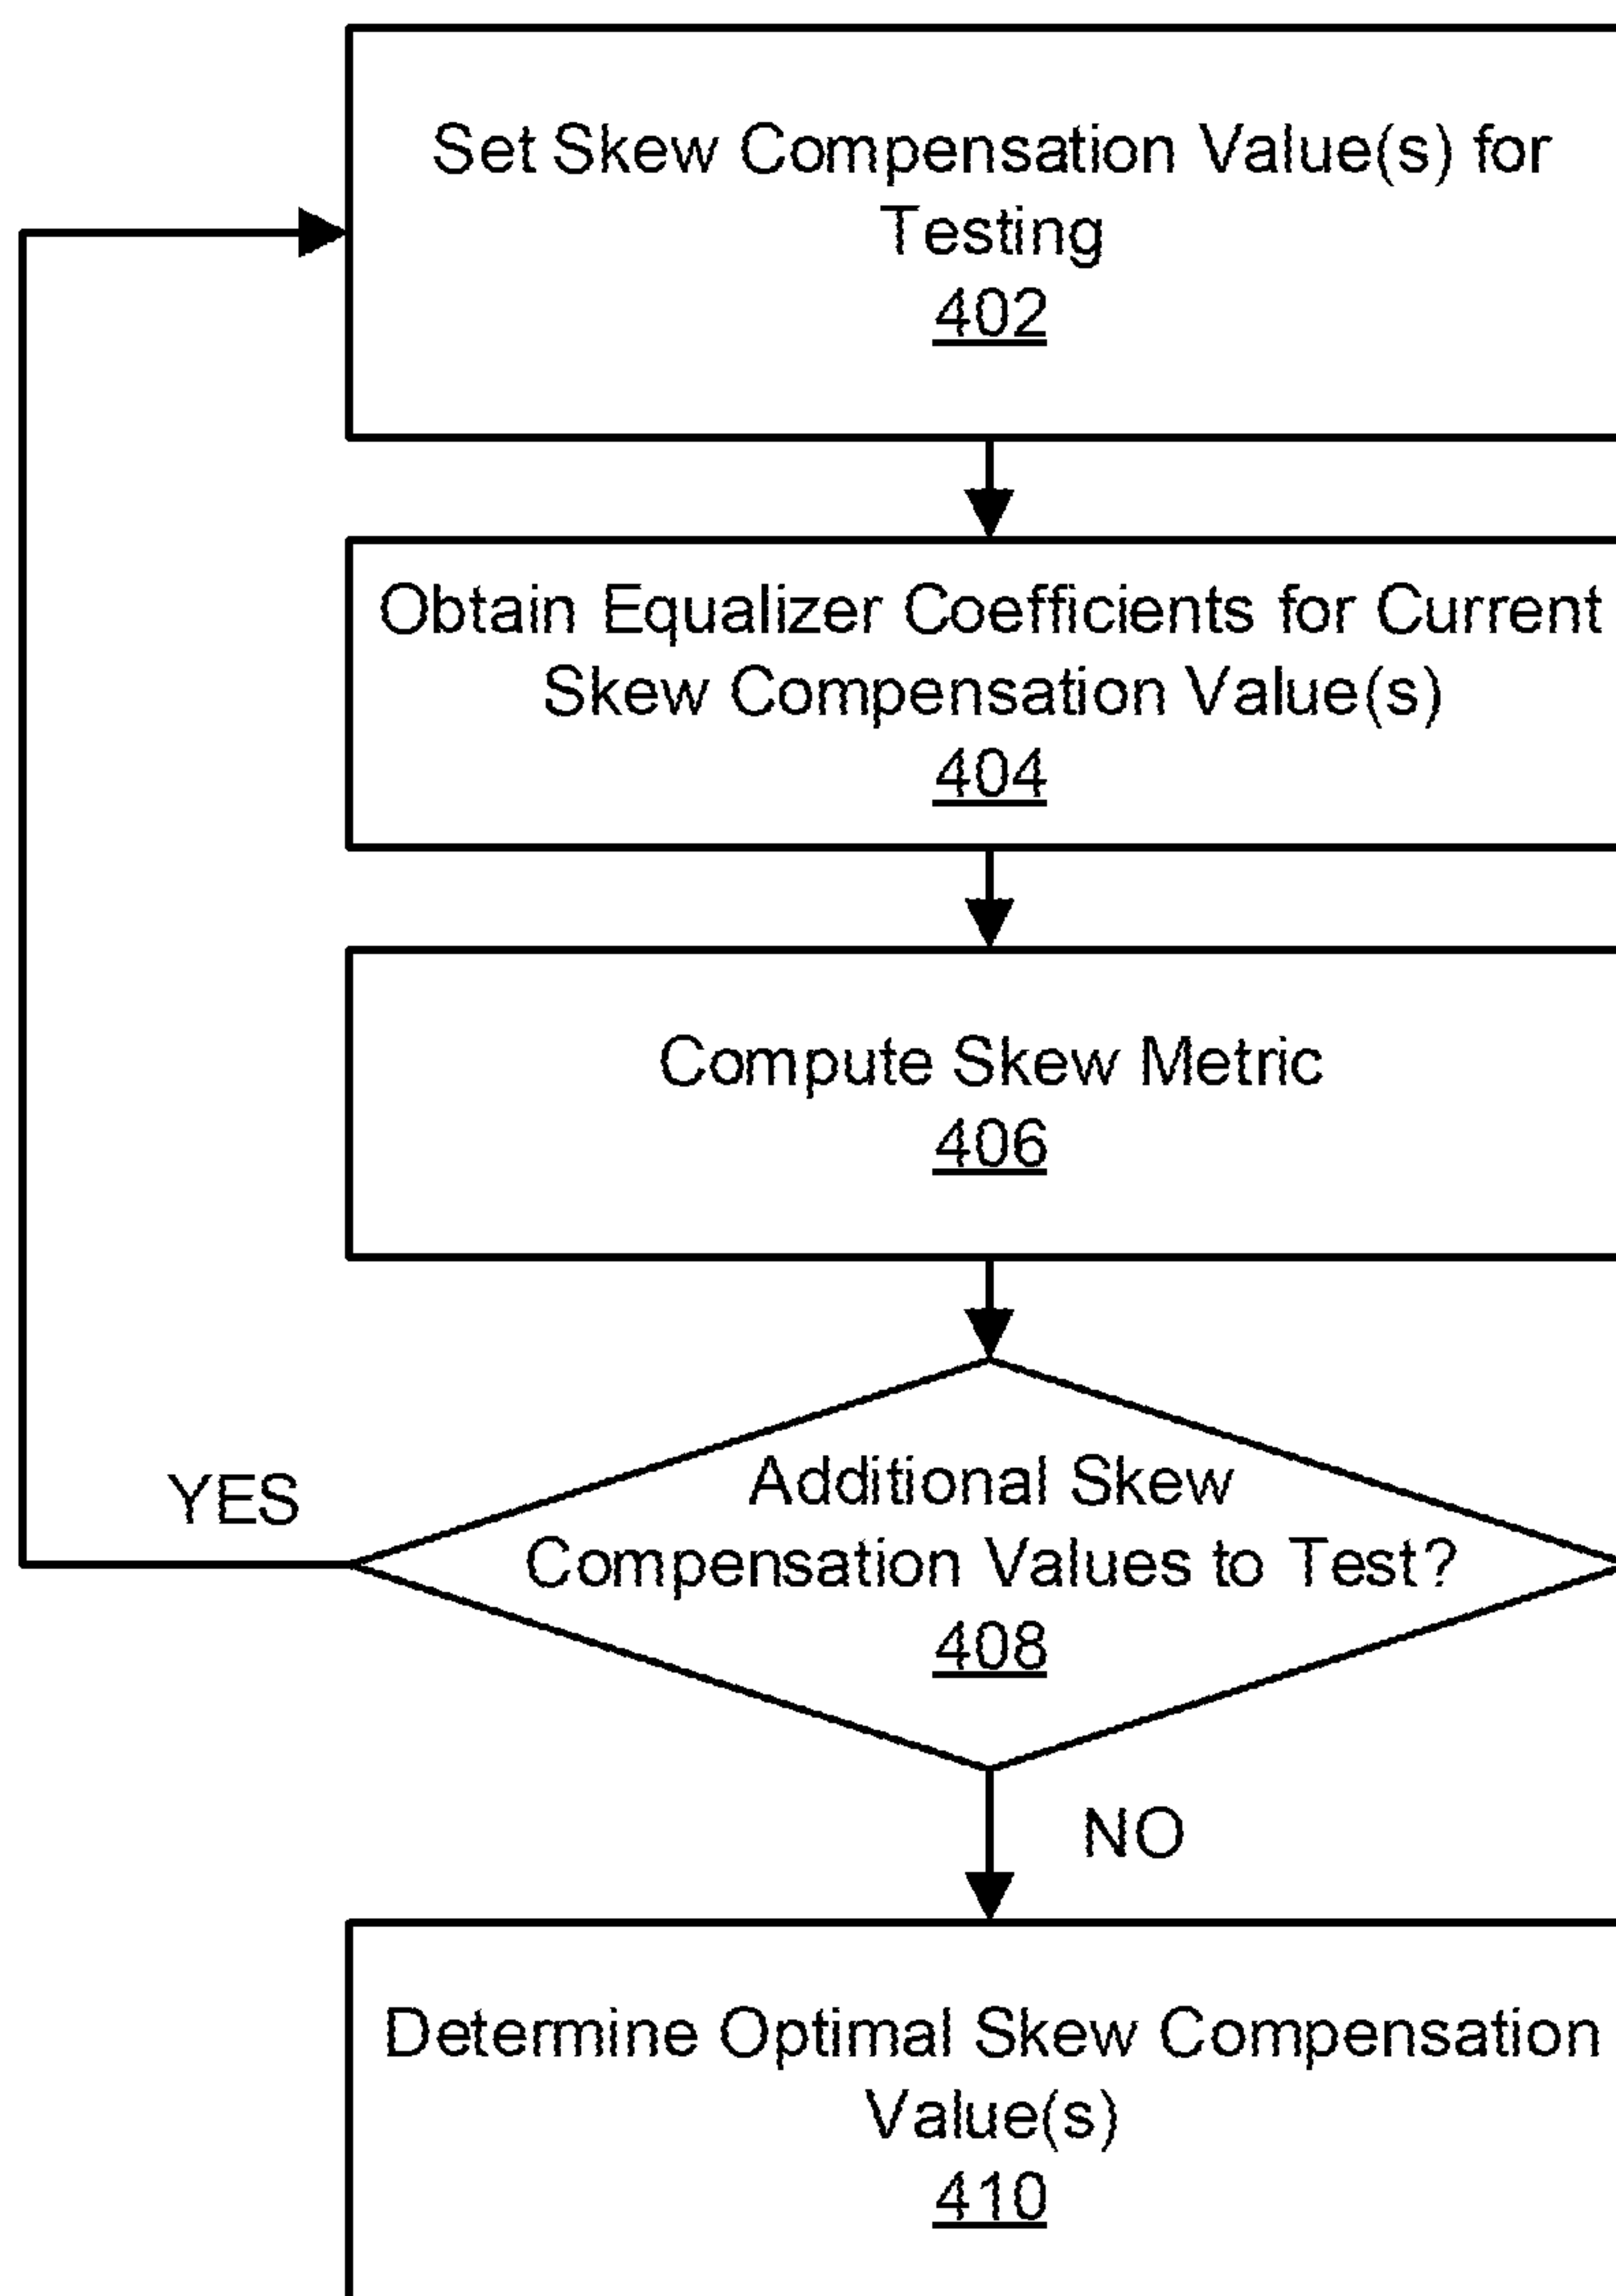 Set Skew Compensation Value(s) for
Testing
402
Obtain Equalizer Coefficients for Current
Skew Compensation Value(s)
404
Compute Skew Metric
406
Additional Skew
Compensation Values to Test?
408
YES
NO
Determine Optimal Skew Compensation
Value(s)
410